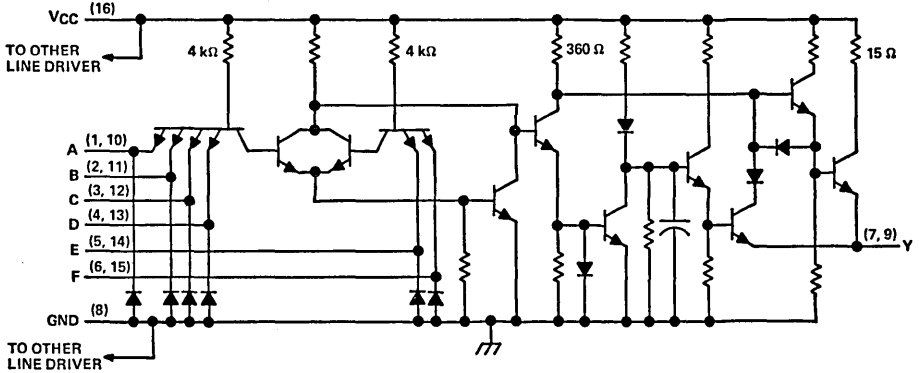 VCC (16)
TO OTHER
LINE DRIVER
4 kΩ
4 kΩ
360 Ω
15 Ω
A (1, 10)
B (2, 11)
C (3, 12)
D (4, 13)
E (5, 14)
F (6, 15)
(7, 9) Y
GND (8)
TO OTHER
LINE DRIVER